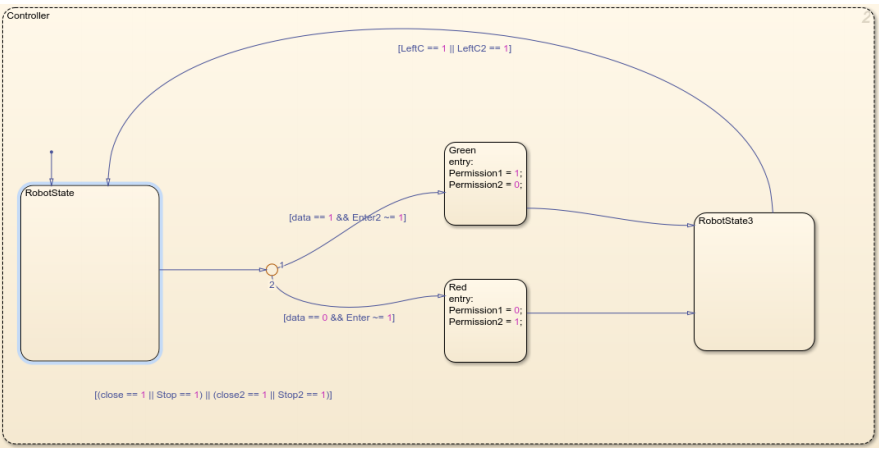 Controller
2
[LeftC == 1 || LeftC2 == 1]
Green
entry:
Permission1 = 1;
Permission2 = 0;
RobotState
[data == 1 && Enter2 ~= 1]
RobotState3
1
2
Red
entry:
Permission1 = 0;
Permission2 = 1;
[data == 0 && Enter ~= 1]
[(close == 1 || Stop == 1) || (close2 == 1 || Stop2 == 1)]